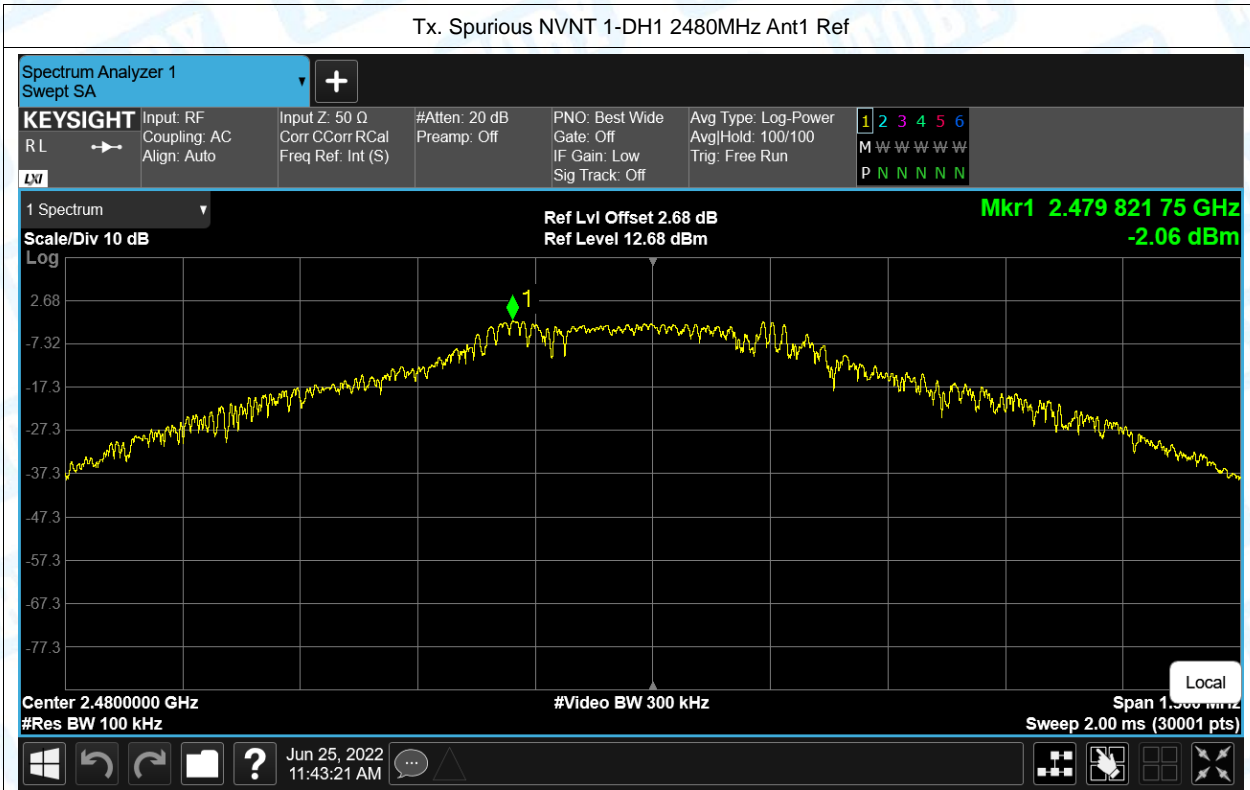 Tx. Spurious NVNT 1-DH1 2480MHz Ant1 Ref
Spectrum Analyzer 1
Swept SA
KEYSIGHT
R L
LXI
Input: RF
Coupling: AC
Align: Auto
Input Z: 50 Ω
Corr CCorr RCal
Freq Ref: Int (S)
#Atten: 20 dB
Preamp: Off
PNO: Best Wide
Gate: Off
IF Gain: Low
Sig Track: Off
Avg Type: Log-Power
Avg|Hold: 100/100
Trig: Free Run
1 2 3 4 5 6
M W W W W W
P N N N N N
1 Spectrum
Scale/Div 10 dB
Ref Lvl Offset 2.68 dB
Ref Level 12.68 dBm
Mkr1 2.479 821 75 GHz
-2.06 dBm
Log
1
2.68
-7.32
-17.3
-27.3
-37.3
-47.3
-57.3
-67.3
-77.3
Local
Center 2.4800000 GHz
#Video BW 300 kHz
Span
#Res BW 100 kHz
Sweep 2.00 ms (30001 pts)
?
Jun 25, 2022
11:43:21 AM